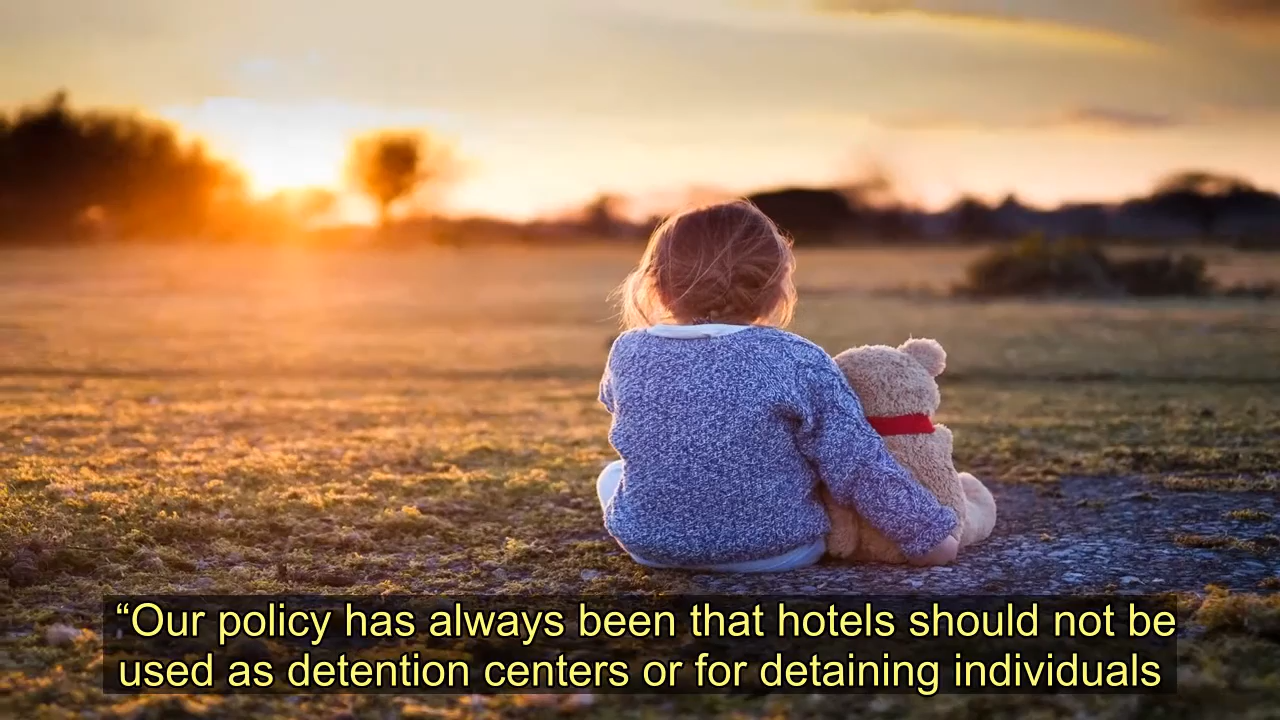 “Our policy has always been that hotels should not be
used as detention centers or for detaining individuals